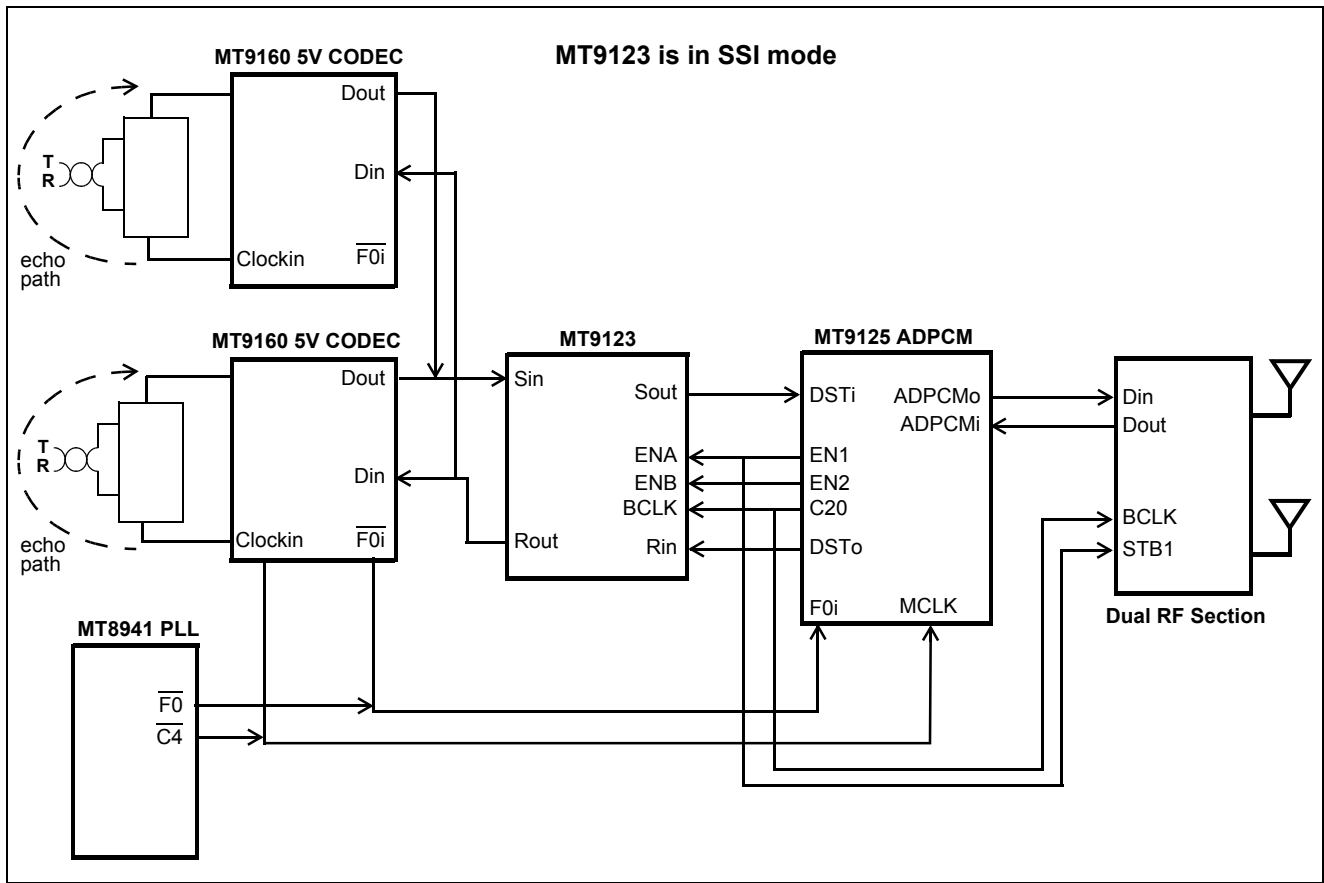 MT9160 5V CODEC
MT9123 is in SSI mode
Dout
T
R
Din
echo
path
Clockin
F0i
MT9160 5V CODEC
Dout
T
R
Din
echo
path
Clockin
F0i
MT9123
Sin
Sout
ENA
ENB
BCLK
Rout
Rin
MT9125 ADPCM
DSTi
ADPCMo
ADPCMi
EN1
EN2
C20
DSTo
F0i
MCLK
Din
Dout
BCLK
STB1
Dual RF Section
MT8941 PLL
F0
C4